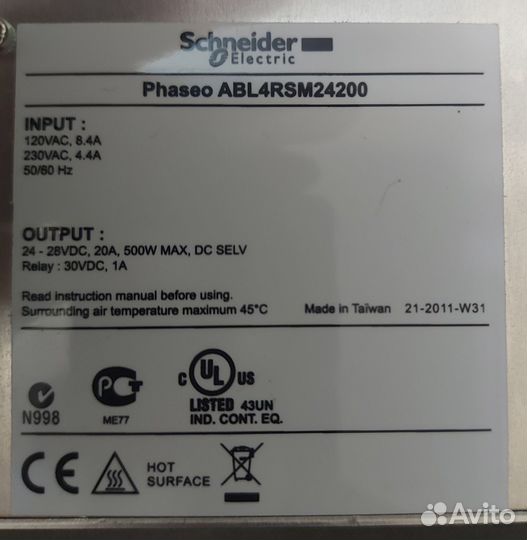 Schneider
Electric
Phaseo ABL4RSM24200
INPUT :
120VAC, 8.4A
230VAC, 4.4A
50/60 Hz
OUTPUT :
24 - 28VDC, 20A, 500W MAX, DC SELV
Relay : 30VDC, 1A
Read instruction manual before using.
Surrounding air temperature maximum 45°C
Made in Taïwan 21-2011-W31
N998
РСТ
ME77
C UL US
LISTED 43UN
IND. CONT. EQ.
CE
HOT
SURFACE
Avito